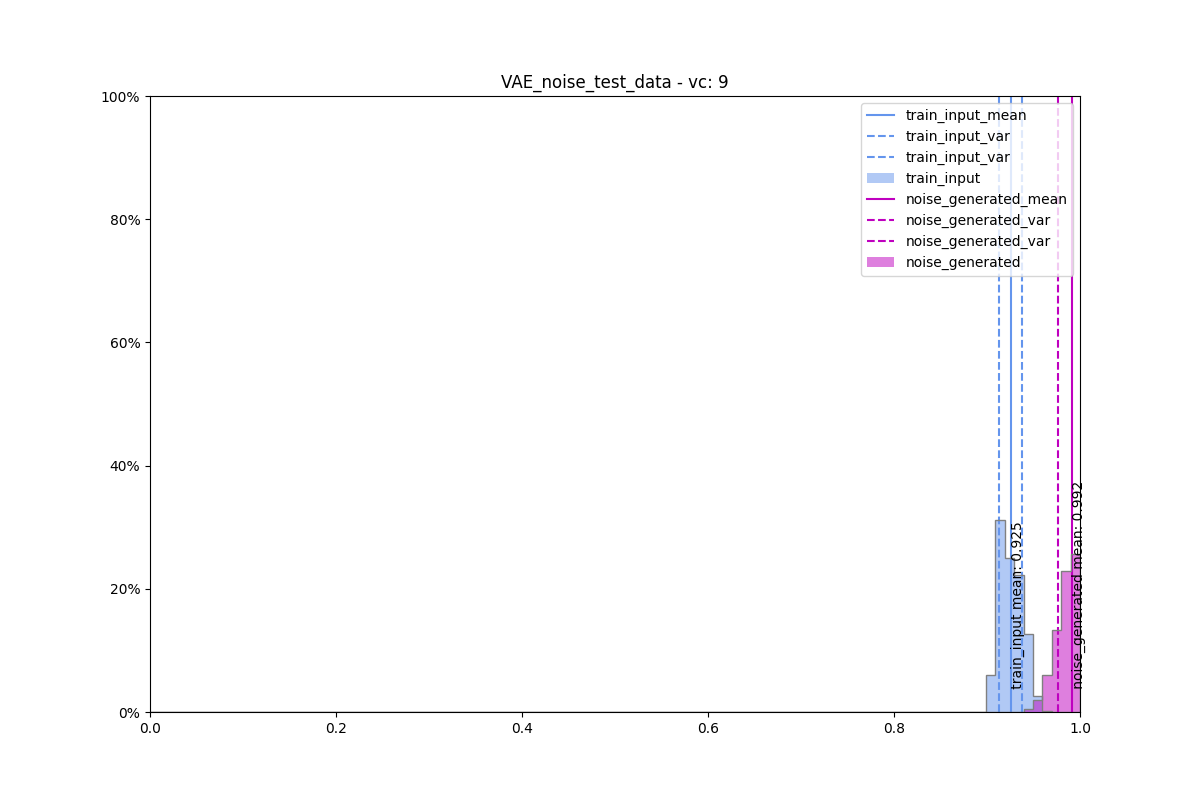 VAE_noise_test_data - vc: 9
100%
80%
60%
40%
20%
0%
train_input_mean
train_input_var
train_input_var
train_input
noise_generated_mean
noise_generated_var
noise_generated_var
noise_generated
train_input mean: 0.925
noise_generated mean: 0.992
0.0
0.2
0.4
0.6
0.8
1.0